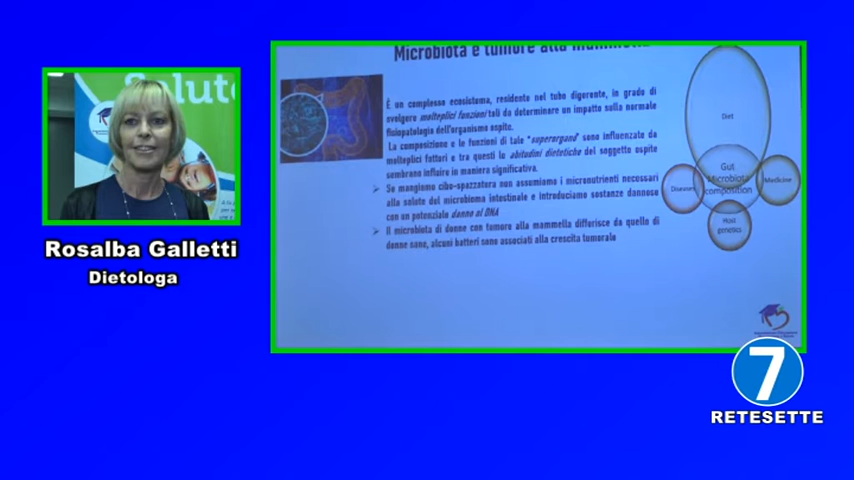 Salute
Rosalba Galletti
Dietologa
Microbiota e tumore alla
È un complesso ecosistema, residente nel tubo digerente, in grado di
svolgere molteplici funzioni tali da determinare un impatto sulla normale
fisiopatologia dell'organismo ospite.
La composizione e le funzioni di tale "superorgano" sono influenzate da
molteplici fattori e tra questi le abitudini dietetiche del soggetto ospite
sembrano influire in maniera significativa.
➢ Se mangiamo cibo-spazzatura non assumiamo i micronutrienti necessari
alla salute del microbioma intestinale e introduciamo sostanze dannose
con un potenziale danno al DNA
➢ Il microbiota di donne con tumore alla mammella differisce da quello di
donne sane, alcuni batteri sono associati alla crescita tumorale
Diet
Gut
Microbiota
composition
Diseases
Medicine
Host
genetics
7
RETESETTE